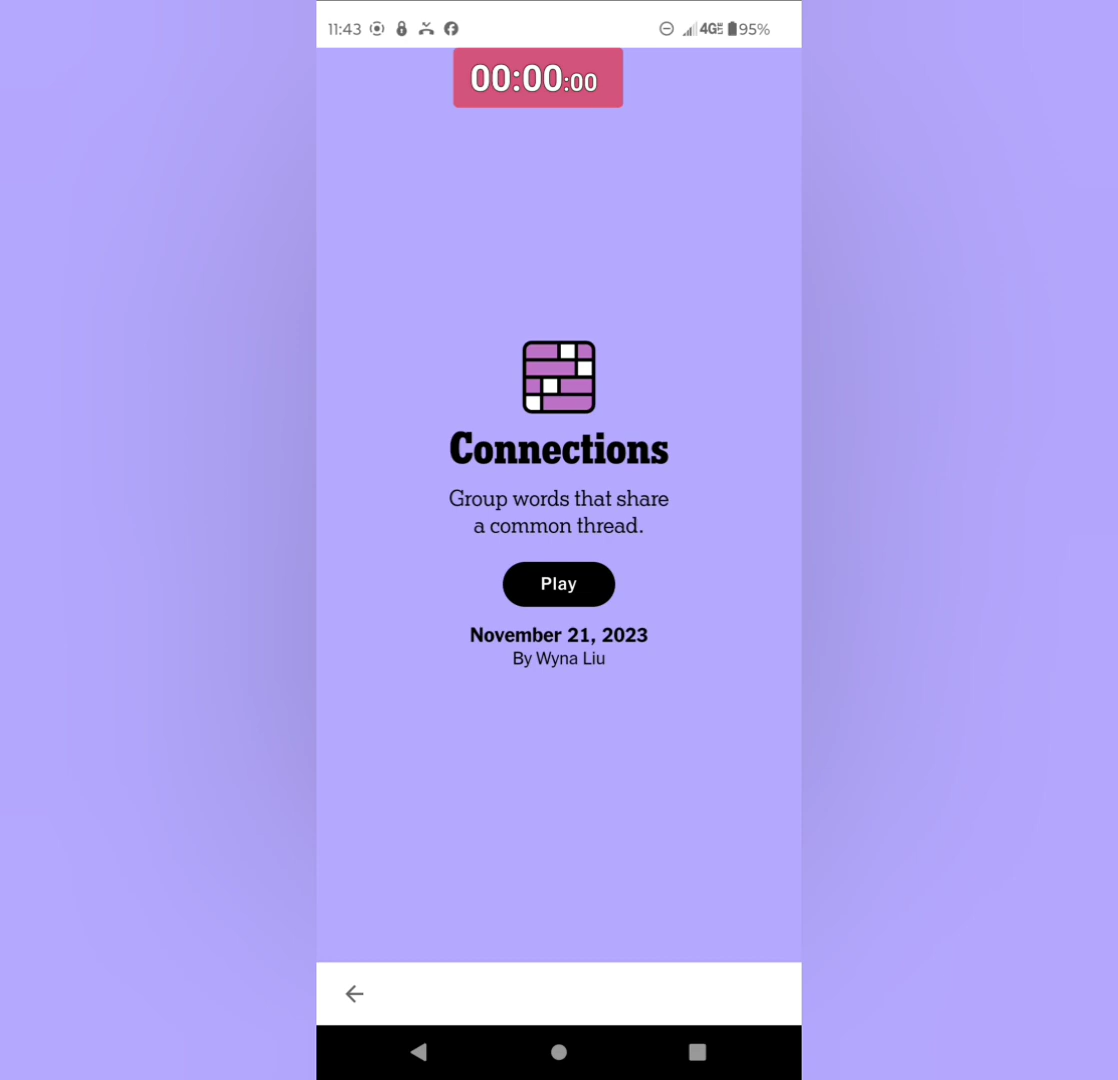 11:43
4G 95%
00:00:00
Connections
Group words that share
a common thread.
Play
November 21, 2023
By Wyna Liu